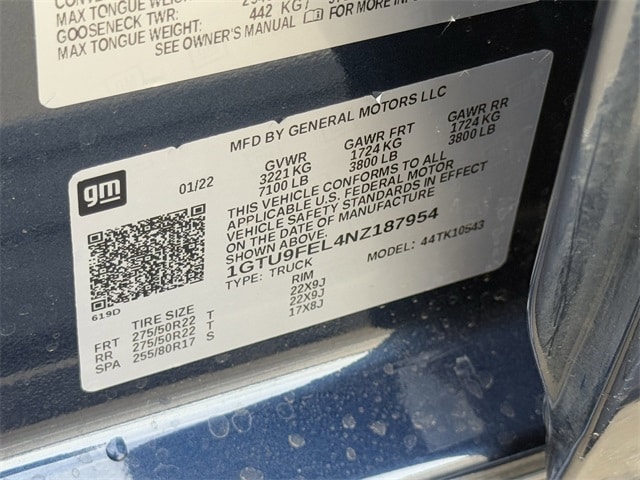 MAX TONGUE WEIGHT
GOOSENECK TWR:
MAX TONGUE WEIGHT: 442 KG
SEE OWNER'S MANUAL FOR MORE
MFD BY GENERAL MOTORS LLC
gm
01/22
GVWR GAWR FRT GAWR RR
3221 KG 1724 KG 1724 KG
7100 LB 3800 LB 3800 LB
THIS VEHICLE CONFORMS TO ALL
APPLICABLE U.S. FEDERAL MOTOR
VEHICLE SAFETY STANDARDS IN EFFECT
ON THE DATE OF MANUFACTURE
SHOWN ABOVE.
1GTU9FEL4NZ187954
TYPE: TRUCK MODEL: 44TK10543
619D
TIRE SIZE RIM
FRT 275/50R22 T 22X9J
RR 275/50R22 T 22X9J
SPA 255/80R17 S 17X8J